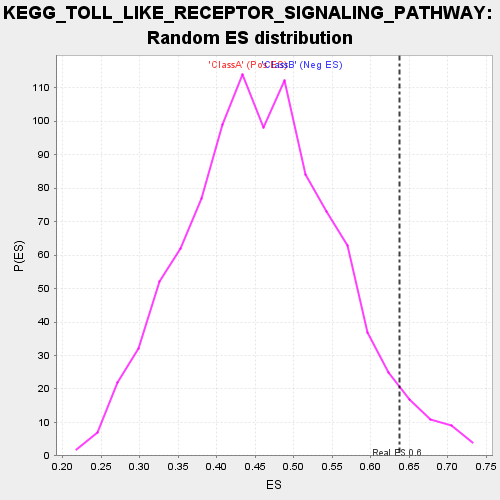 KEGG_TOLL_LIKE_RECEPTOR_SIGNALING_PATHWAY:
Random ES distribution
'ClassA' (Pos ES) 'ClassB' (Neg ES)
110
100
90
80
70
60
50
40
30
20
10
0
P(ES)
Real ES 0.6
0.20 0.25 0.30 0.35 0.40 0.45 0.50 0.55 0.60 0.65 0.70 0.75
ES